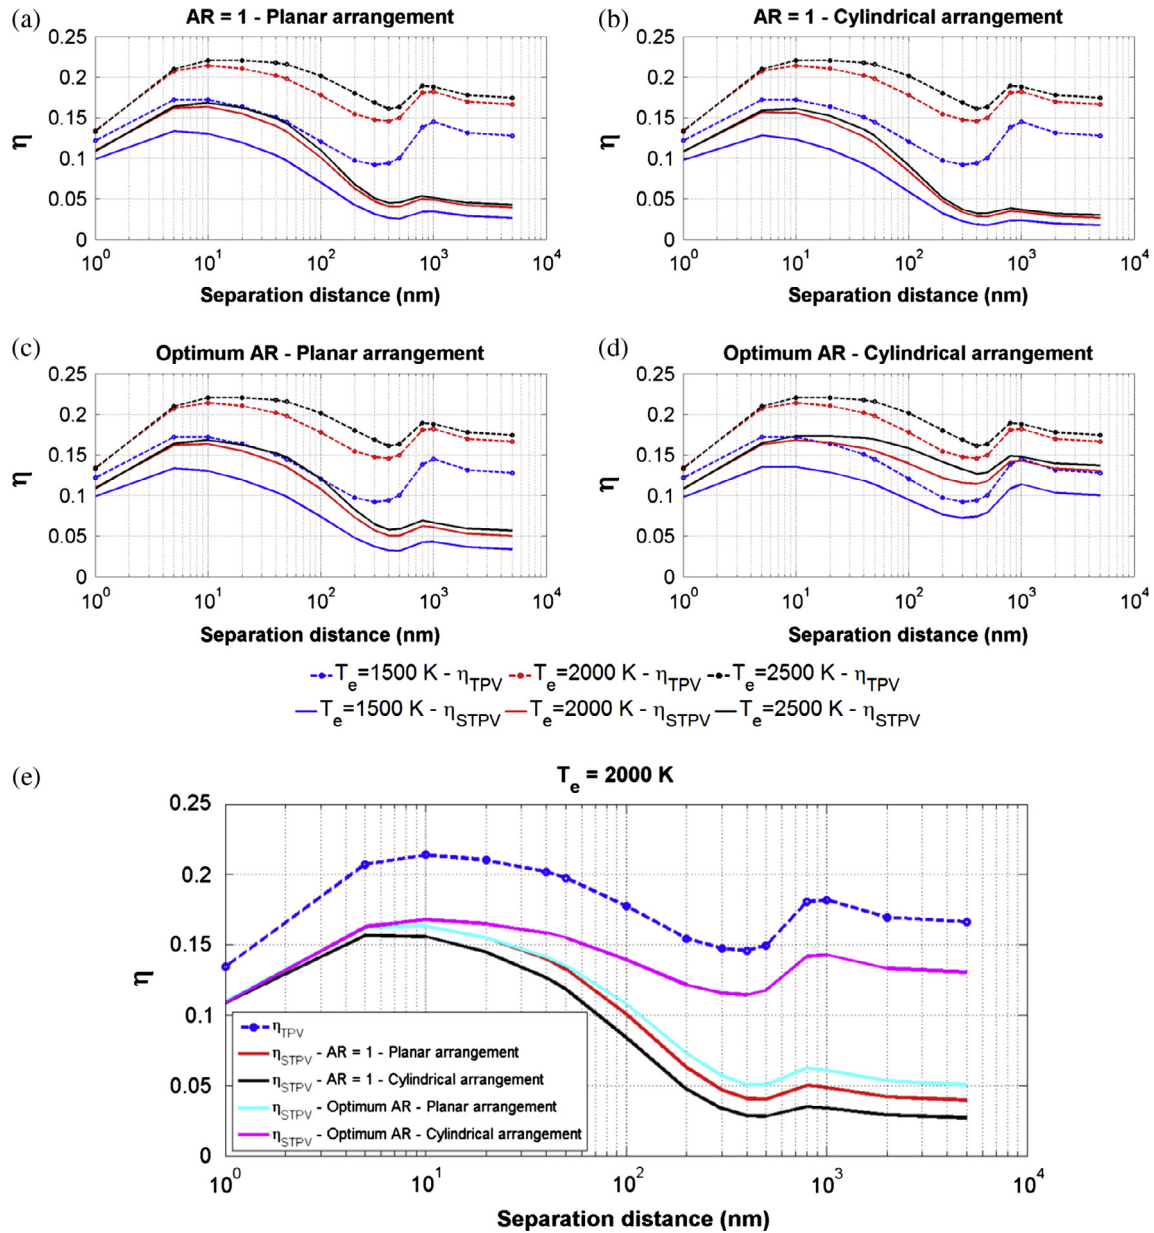 (a) AR = 1 - Planar arrangement
0.25
0.2
0.15
0.1
0.05
0
η
10^0 10^1 10^2 10^3 10^4
Separation distance (nm)
(b) AR = 1 - Cylindrical arrangement
0.25
0.2
0.15
0.1
0.05
0
η
10^0 10^1 10^2 10^3 10^4
Separation distance (nm)
(c) Optimum AR - Planar arrangement
0.25
0.2
0.15
0.1
0.05
0
η
10^0 10^1 10^2 10^3 10^4
Separation distance (nm)
(d) Optimum AR - Cylindrical arrangement
0.25
0.2
0.15
0.1
0.05
0
η
10^0 10^1 10^2 10^3 10^4
Separation distance (nm)
T_e=1500 K - η_TPV T_e=2000 K - η_TPV T_e=2500 K - η_TPV
T_e=1500 K - η_STPV T_e=2000 K - η_STPV T_e=2500 K - η_STPV
(e) T_e = 2000 K
0.25
0.2
0.15
0.1
0.05
0
η
η_TPV
η_STPV - AR = 1 - Planar arrangement
η_STPV - AR = 1 - Cylindrical arrangement
η_STPV - Optimum AR - Planar arrangement
η_STPV - Optimum AR - Cylindrical arrangement
10^0 10^1 10^2 10^3 10^4
Separation distance (nm)